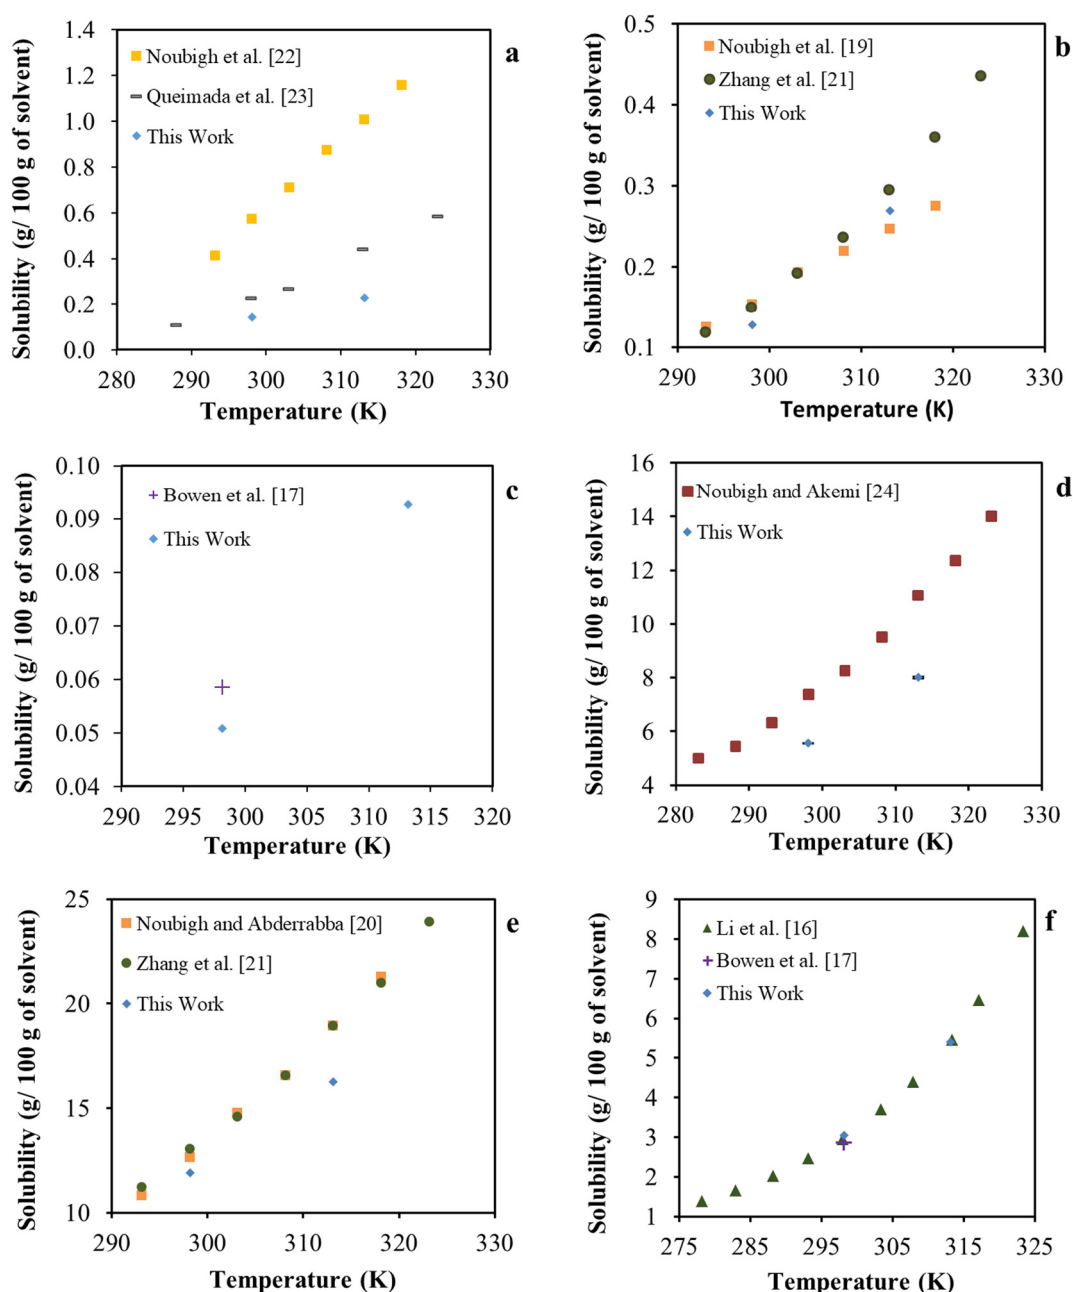 a
Solubility (g/ 100 g of solvent)
1.4
1.2
1.0
0.8
0.6
0.4
0.2
0.0
Noubigh et al. [22]
Queimada et al. [23]
This Work
280 290 300 310 320 330
Temperature (K)
b
Solubility (g/ 100 g of solvent)
0.5
0.4
0.3
0.2
0.1
Noubigh et al. [19]
Zhang et al. [21]
This Work
290 300 310 320 330
Temperature (K)
c
Solubility (g/ 100 g of solvent)
0.10
0.09
0.08
0.07
0.06
0.05
0.04
Bowen et al. [17]
This Work
290 295 300 305 310 315 320
Temperature (K)
d
Solubility (g/ 100 g of solvent)
16
14
12
10
8
6
4
Noubigh and Akemi [24]
This Work
280 290 300 310 320 330
Temperature (K)
e
Solubility (g/ 100 g of solvent)
25
20
15
10
Noubigh and Abderrabba [20]
Zhang et al. [21]
This Work
290 300 310 320 330
Temperature (K)
f
Solubility (g/ 100 g of solvent)
9
8
7
6
5
4
3
2
1
Li et al. [16]
Bowen et al. [17]
This Work
275 285 295 305 315 325
Temperature (K)